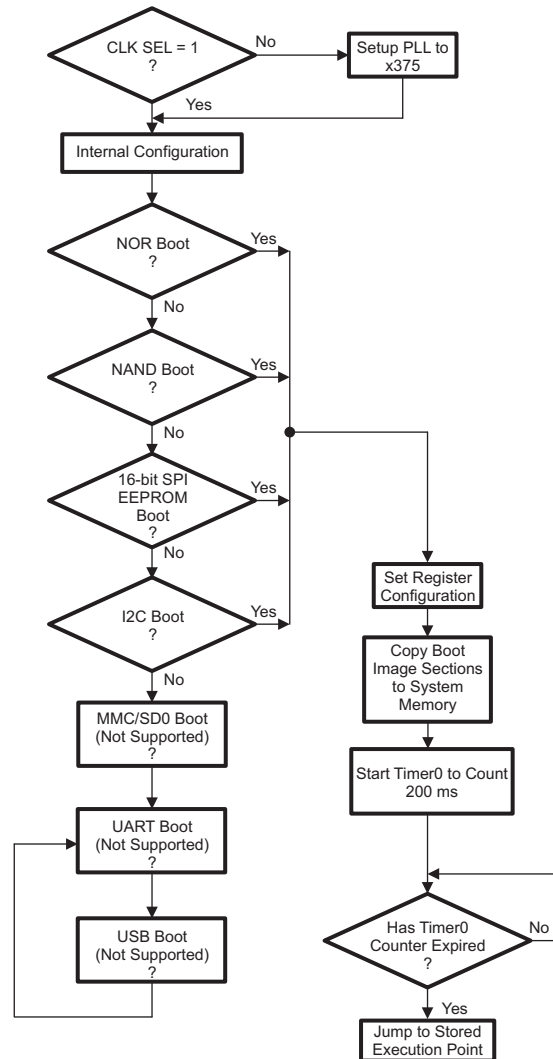 CLK SEL = 1
?
No
Setup PLL to
x375
Yes
Internal Configuration
NOR Boot
?
Yes
No
NAND Boot
?
Yes
No
16-bit SPI
EEPROM
Boot
?
Yes
No
I2C Boot
?
Yes
No
MMC/SD0 Boot
(Not Supported)
?
UART Boot
(Not Supported)
?
USB Boot
(Not Supported)
?
Set Register
Configuration
Copy Boot
Image Sections
to System
Memory
Start Timer0 to Count
200 ms
Has Timer0
Counter Expired
?
No
Yes
Jump to Stored
Execution Point